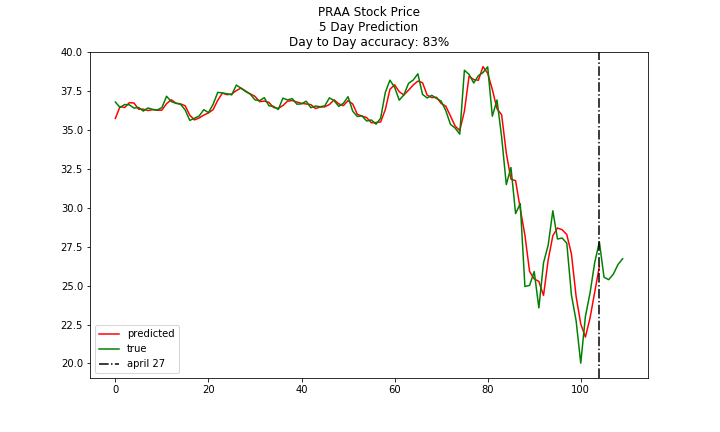 PRAA Stock Price
5 Day Prediction
Day to Day accuracy: 83%
40.0
37.5
35.0
32.5
30.0
27.5
25.0
22.5
20.0
predicted
true
april 27
0 20 40 60 80 100